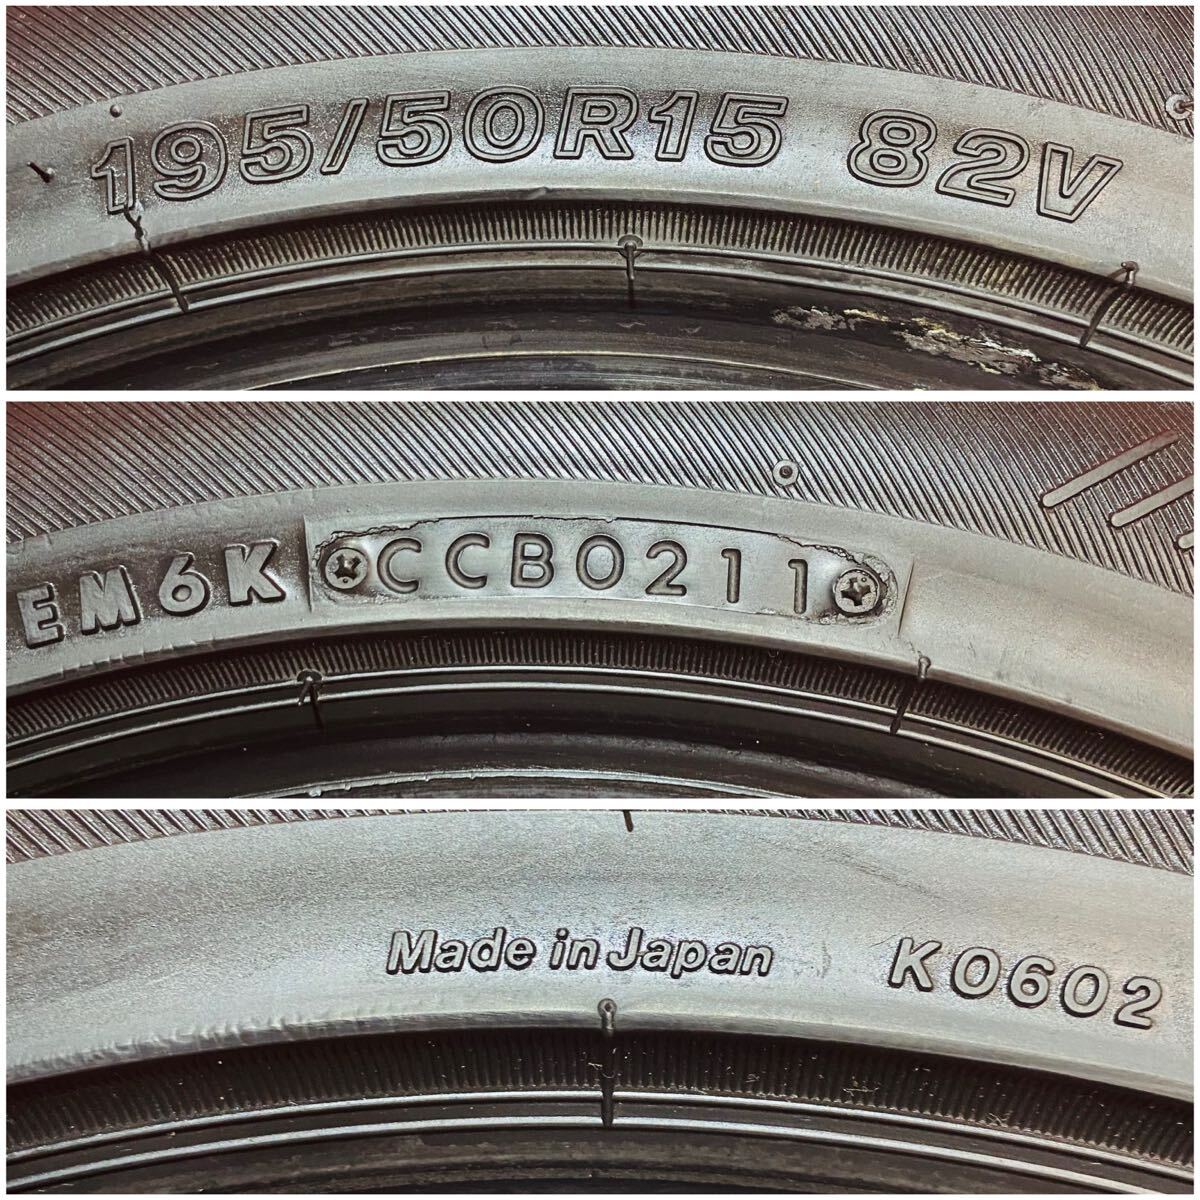 195/50R15 82V
EM6K CCB0211
Made in Japan K0602